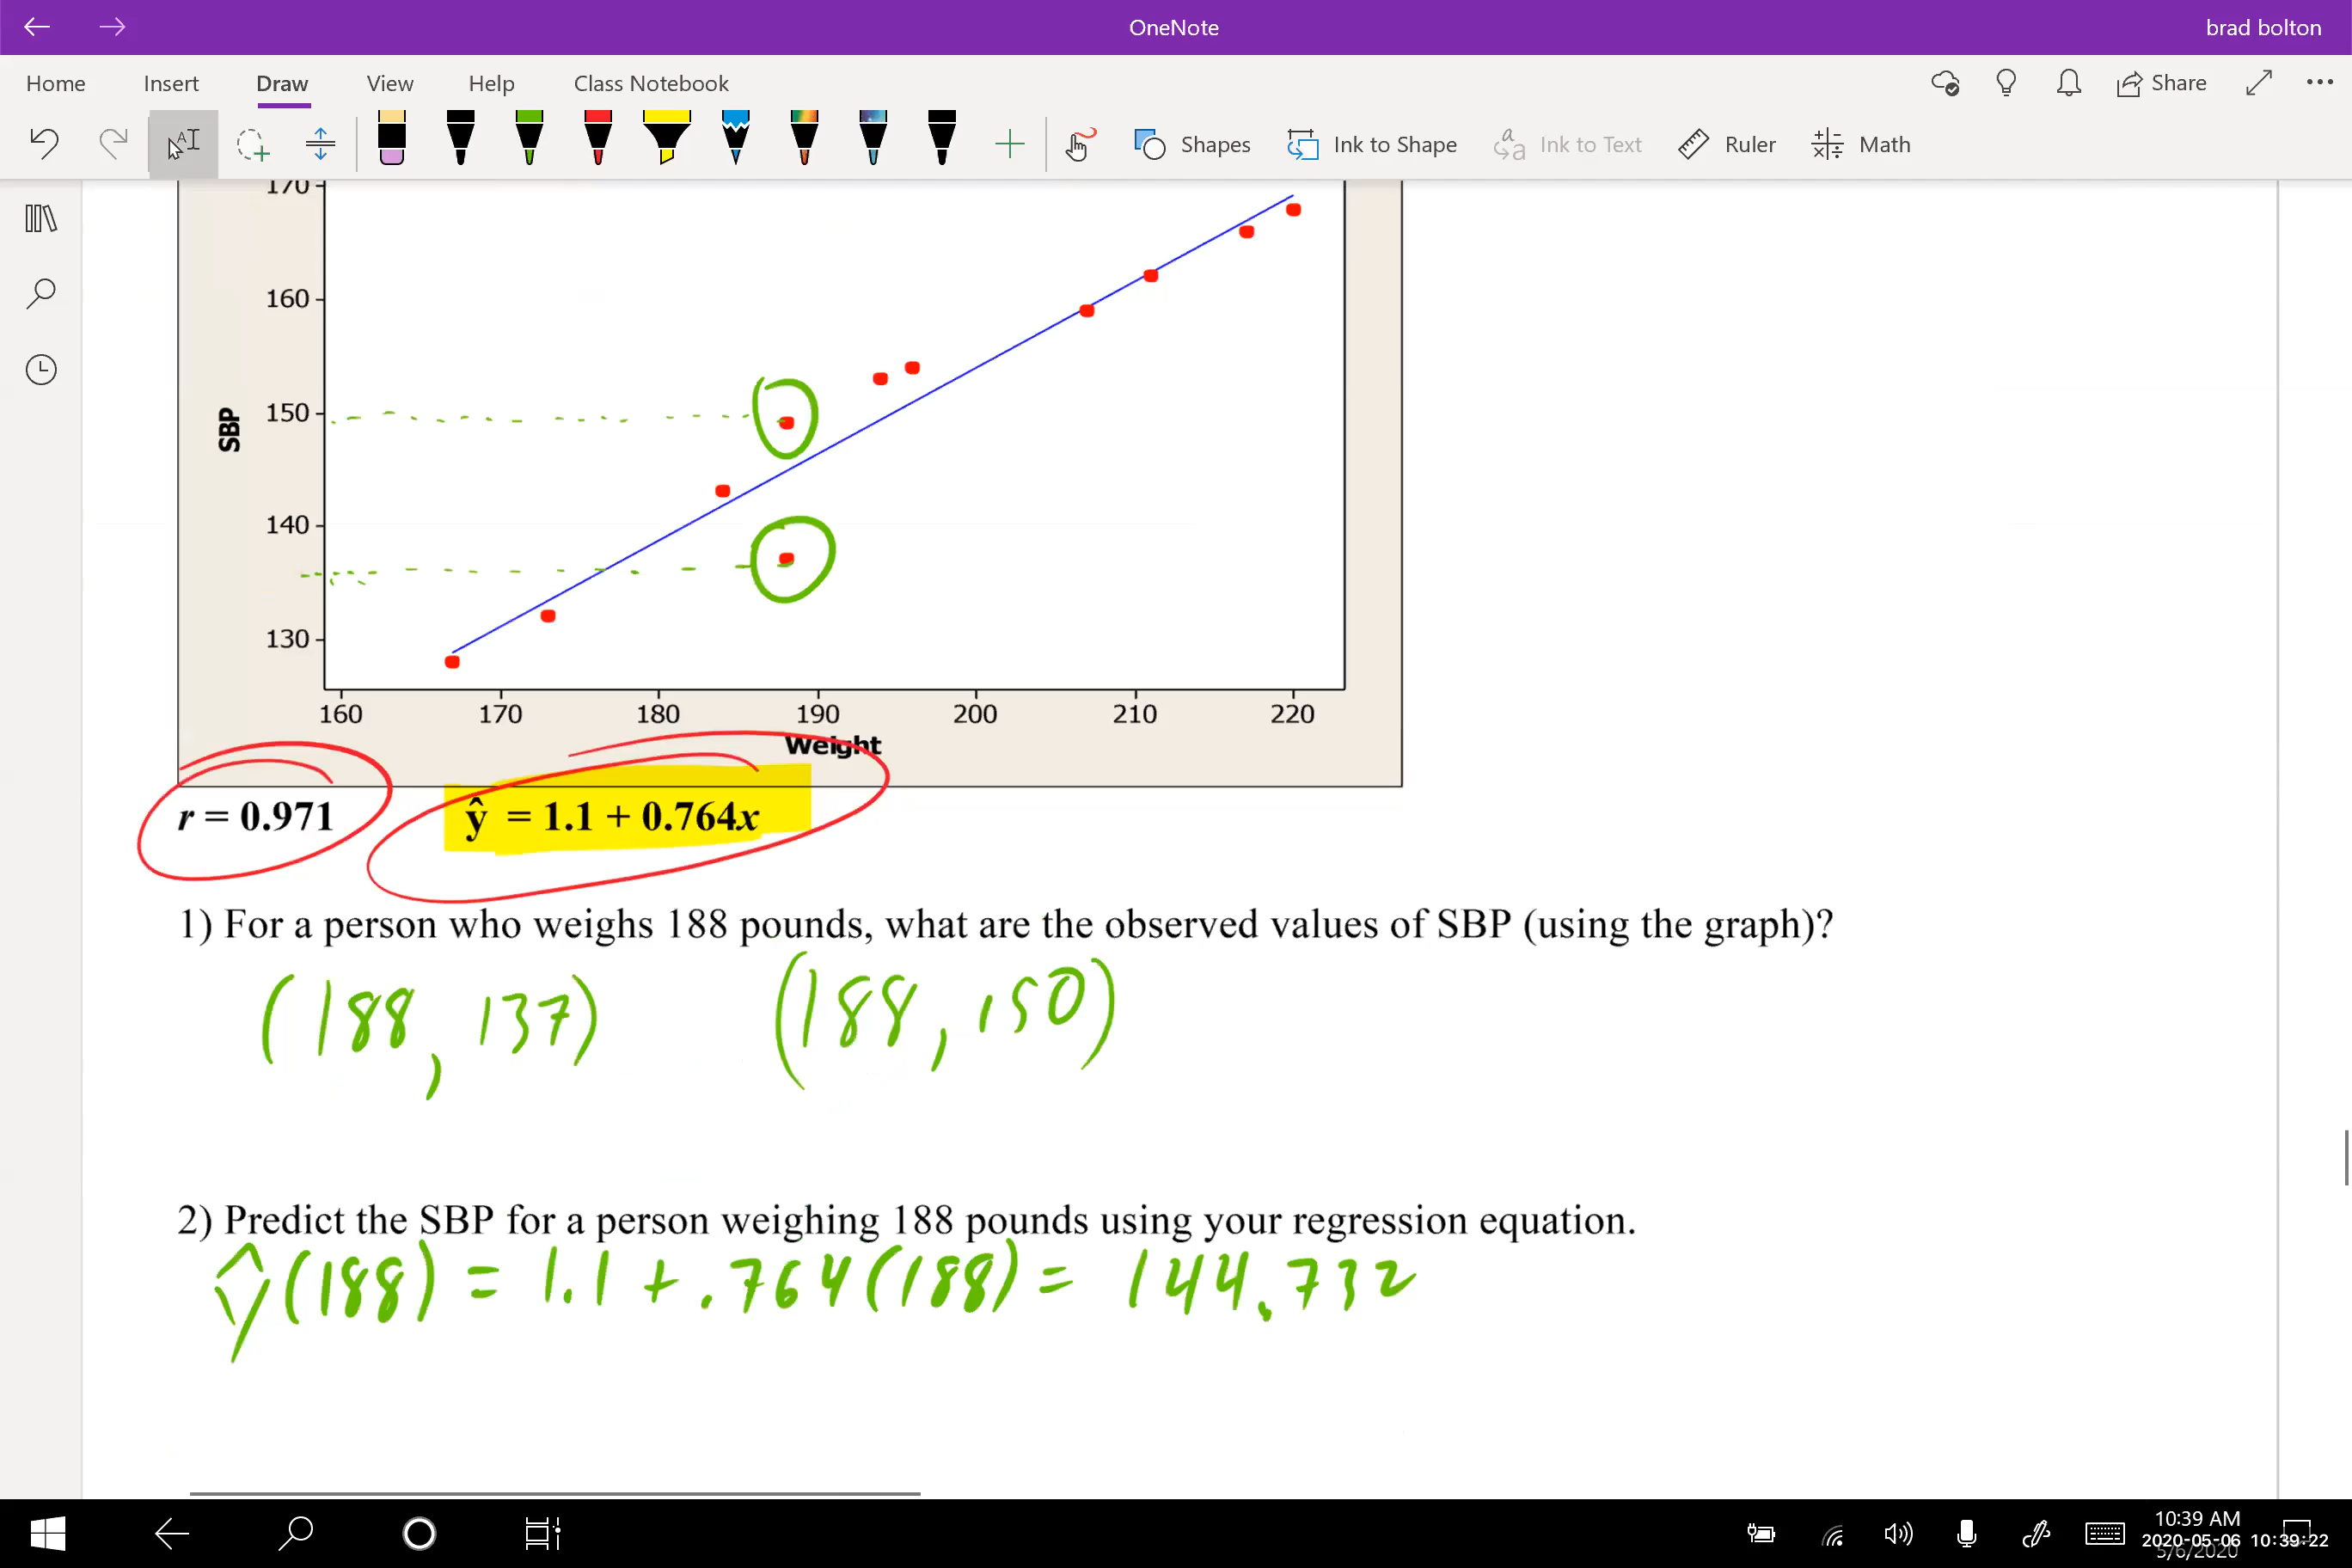 OneNote
brad bolton
Home Insert Draw View Help Class Notebook Share
Shapes Ink to Shape Ink to Text Ruler Math
170
160
150
140
130
SBP
160 170 180 190 200 210 220
Weight
r = 0.971 ŷ = 1.1 + 0.764x
1) For a person who weighs 188 pounds, what are the observed values of SBP (using the graph)?
(188, 137) (188, 150)
2) Predict the SBP for a person weighing 188 pounds using your regression equation.
ŷ(188) = 1.1 + .764(188) = 144.732
10:39 AM
2020-05-06 10:39:22
5/6/2020